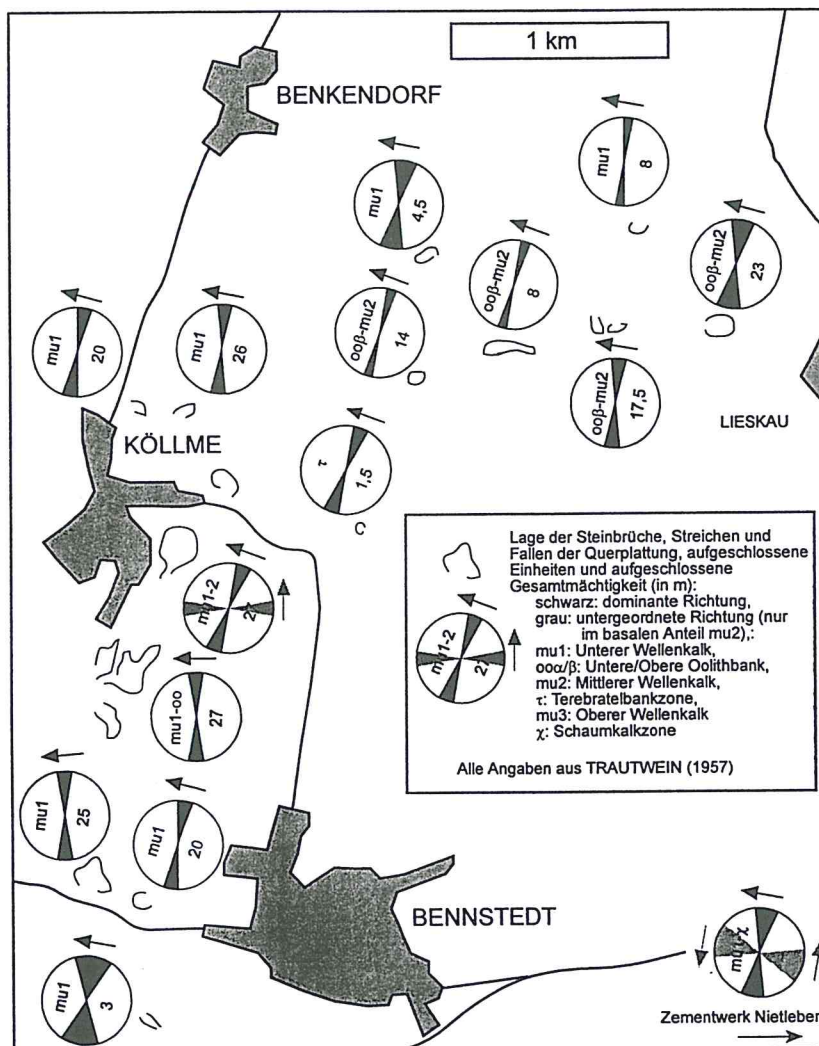 1 km
BENKENDORF
mu1
8
mu1
4,5
ooβ-mu2
23
ooβ-mu2
8
ooβ-mu2
14
mu1
20
mu1
26
ooβ-mu2
17,5
LIESKAU
KÖLLME
τ
1,5
Lage der Steinbrüche, Streichen und
Fallen der Querplattung, aufgeschlossene
Einheiten und aufgeschlossene
Gesamtmächtigkeit (in m):
schwarz: dominante Richtung,
grau: untergeordnete Richtung (nur
im basalen Anteil mu2),:
mu1: Unterer Wellenkalk,
ooα/β: Untere/Obere Oolithbank,
mu2: Mittlerer Wellenkalk,
τ: Terebratelbankzone,
mu3: Oberer Wellenkalk
χ: Schaumkalkzone
Alle Angaben aus TRAUTWEIN (1957)
mu1-2
mu1-2
mu1-oo
27
mu1
25
mu1
20
BENNSTEDT
mu1
3
Zementwerk Nietleben